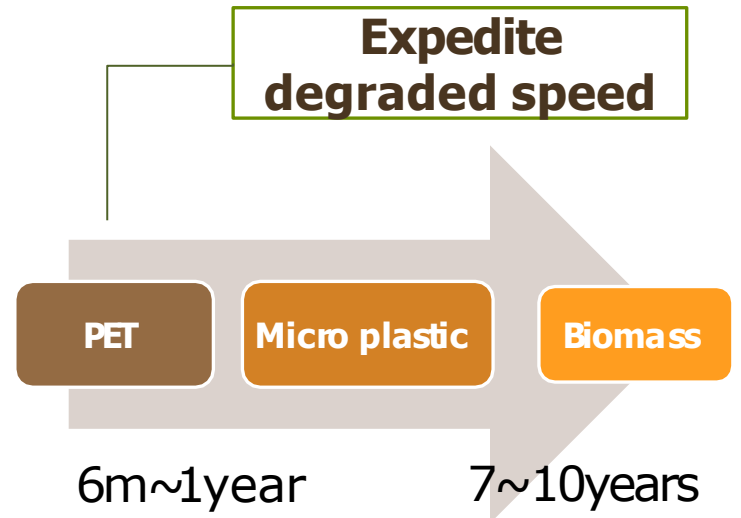 Expedite
degraded speed
PET
Micro plastic
Biomass
6m~1year
7~10years